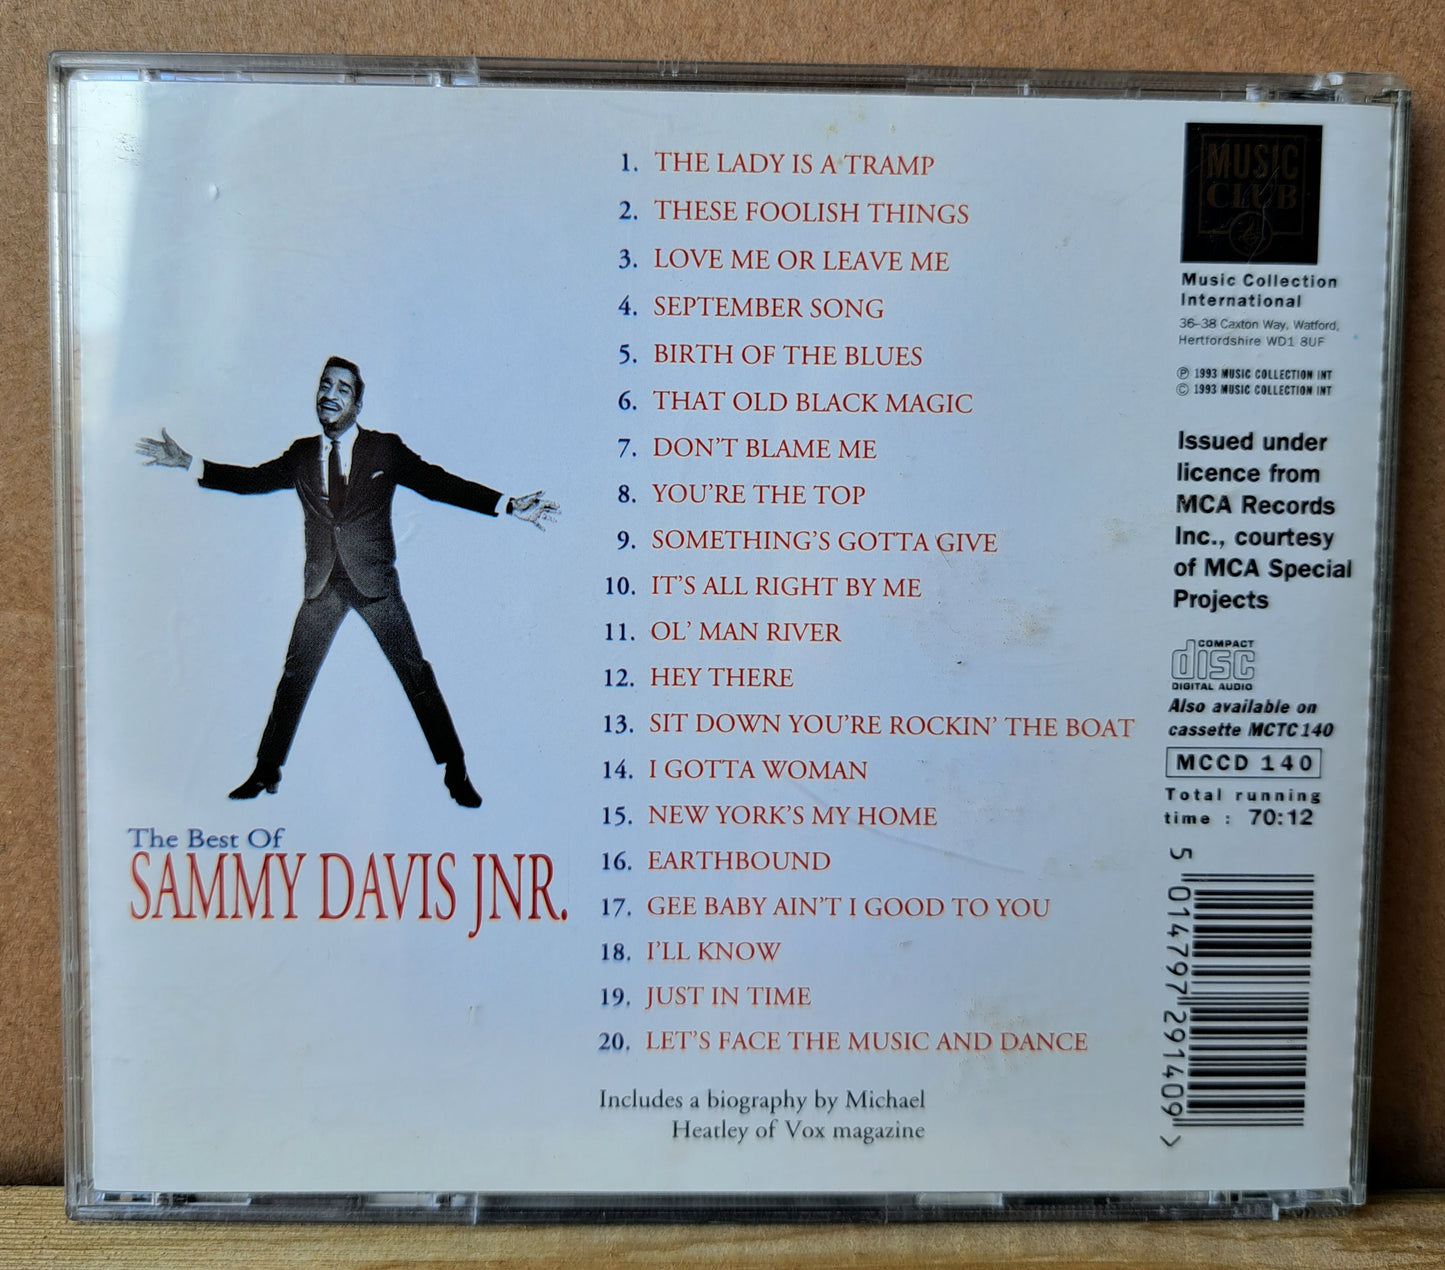 1. THE LADY IS A TRAMP
2. THESE FOOLISH THINGS
3. LOVE ME OR LEAVE ME
4. SEPTEMBER SONG
5. BIRTH OF THE BLUES
6. THAT OLD BLACK MAGIC
7. DON'T BLAME ME
8. YOU'RE THE TOP
9. SOMETHING'S GOTTA GIVE
10. IT'S ALL RIGHT BY ME
11. OL' MAN RIVER
12. HEY THERE
13. SIT DOWN YOU'RE ROCKIN' THE BOAT
14. I GOTTA WOMAN
15. NEW YORK'S MY HOME
16. EARTHBOUND
17. GEE BABY AIN'T I GOOD TO YOU
18. I'LL KNOW
19. JUST IN TIME
20. LET'S FACE THE MUSIC AND DANCE
Includes a biography by Michael
Heatley of Vox magazine
The Best Of
SAMMY DAVIS JNR.
MUSIC
CLUB
Music Collection
International
36–38 Caxton Way, Watford,
Hertfordshire WD1 8UF
℗ 1993 MUSIC COLLECTION INT
© 1993 MUSIC COLLECTION INT
Issued under
licence from
MCA Records
Inc., courtesy
of MCA Special
Projects
COMPACT
disc
DIGITAL AUDIO
Also available on
cassette MCTC 140
MCCD 140
Total running
time : 70:12
5 014797 291409 >